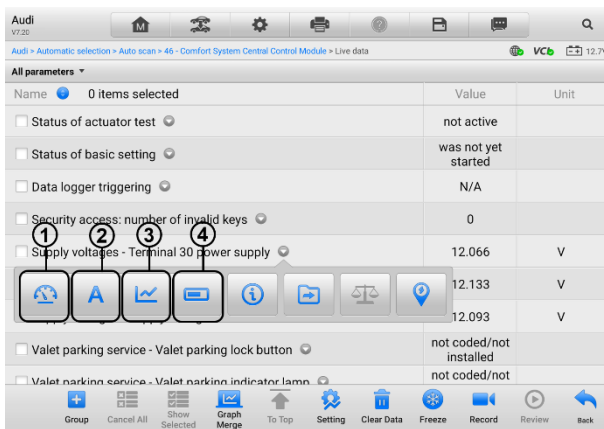 Audi
V7.20
M
?
Audi > Automatic selection > Auto scan > 46 - Comfort System Central Control Module > Live data
VCI
12.7V
All parameters
Name 0 items selected Value Unit
Status of actuator test not active
Status of basic setting was not yet
started
Data logger triggering N/A
Security access: number of invalid keys 0
1 2 3 4
Supply voltages - Terminal 30 power supply 12.066 V
A i
12.133 V
12.093 V
Valet parking service - Valet parking lock button not coded/not
installed
Valet parking service - Valet parking indicator lamp not coded/not
Group Cancel All Show
Selected Graph
Merge To Top Setting Clear Data Freeze Record Review Back